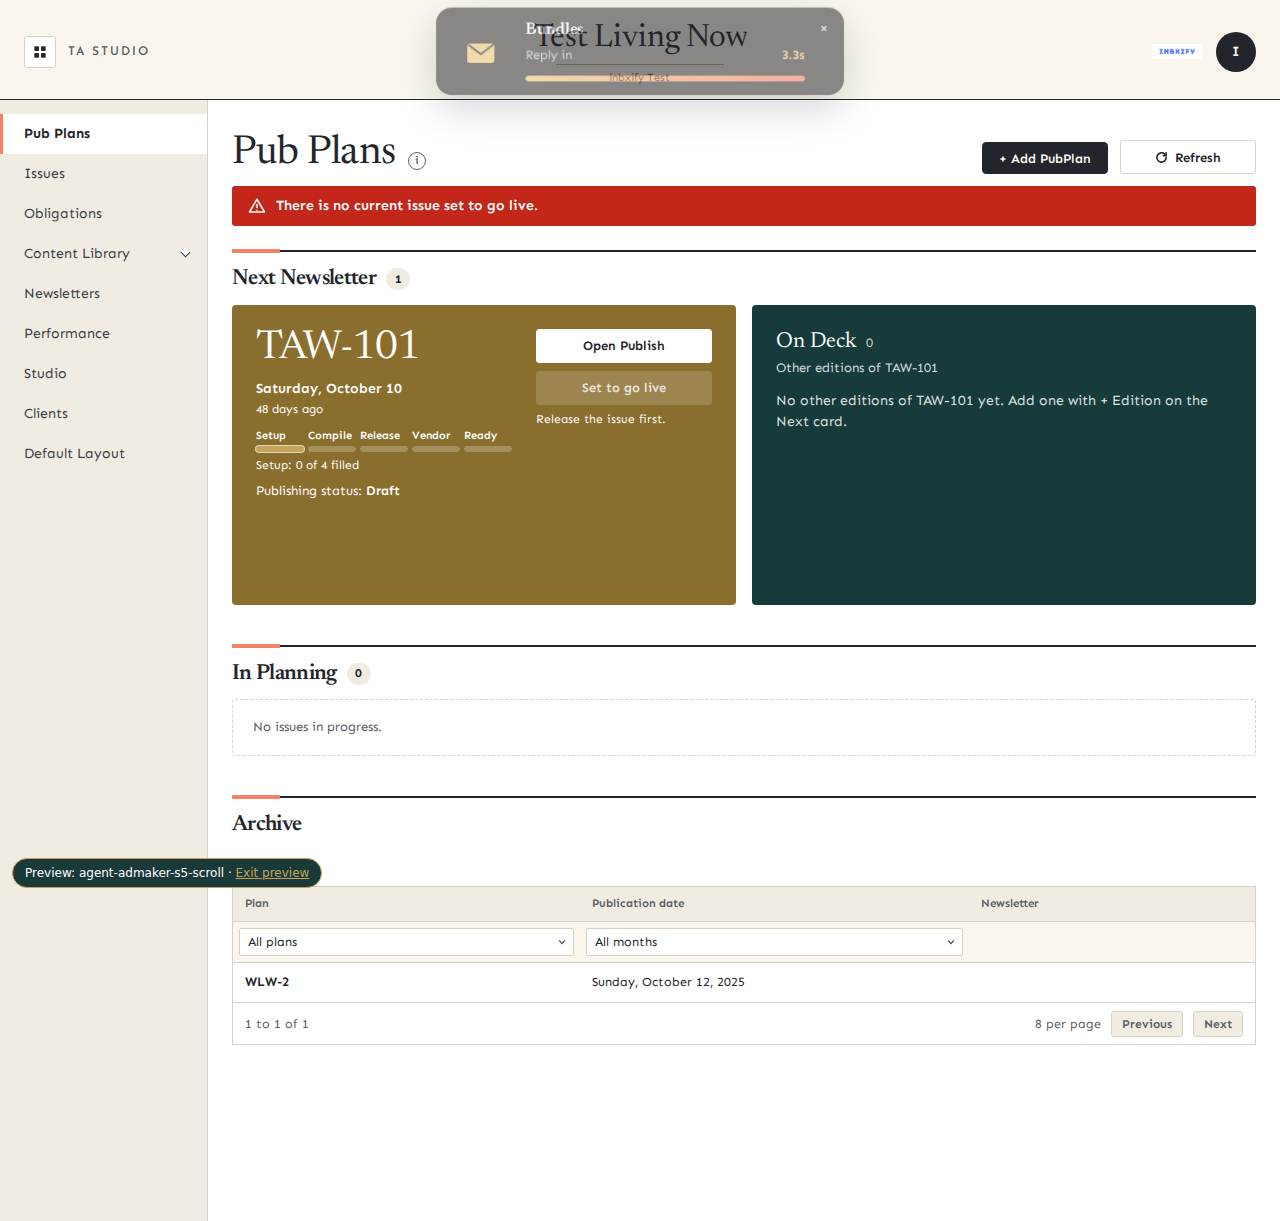 TA STUDIO
Bundles
×
Test Living Now
Reply in
3.3s
Inbxify Test
INBXIFY
I
Pub Plans
Issues
Obligations
Content Library
Newsletters
Performance
Studio
Clients
Default Layout
Pub Plans
i
+ Add PubPlan
Refresh
There is no current issue set to go live.
Next Newsletter 1
TAW-101
Saturday, October 10
48 days ago
Setup Compile Release Vendor Ready
Setup: 0 of 4 filled
Publishing status: Draft
Open Publish
Set to go live
Release the issue first.
On Deck 0
Other editions of TAW-101
No other editions of TAW-101 yet. Add one with + Edition on the
Next card.
In Planning 0
No issues in progress.
Archive
Preview: agent-admaker-s5-scroll · Exit preview
Plan Publication date Newsletter
All plans All months
WLW-2 Sunday, October 12, 2025
1 to 1 of 1 8 per page Previous Next